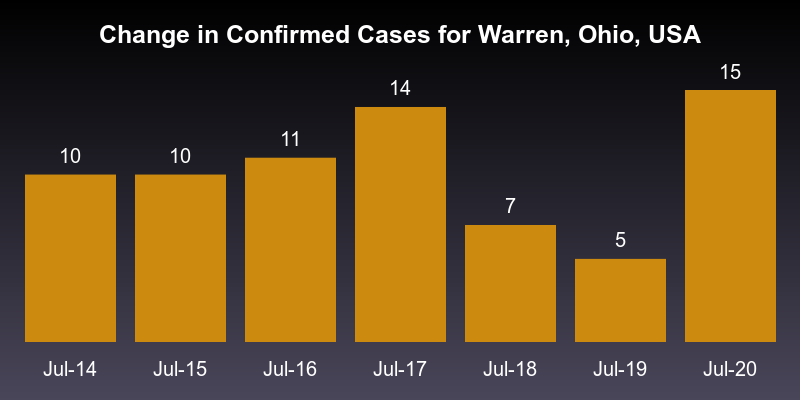 Change in Confirmed Cases for Warren, Ohio, USA
10 10 11 14 7 5 15
Jul-14 Jul-15 Jul-16 Jul-17 Jul-18 Jul-19 Jul-20